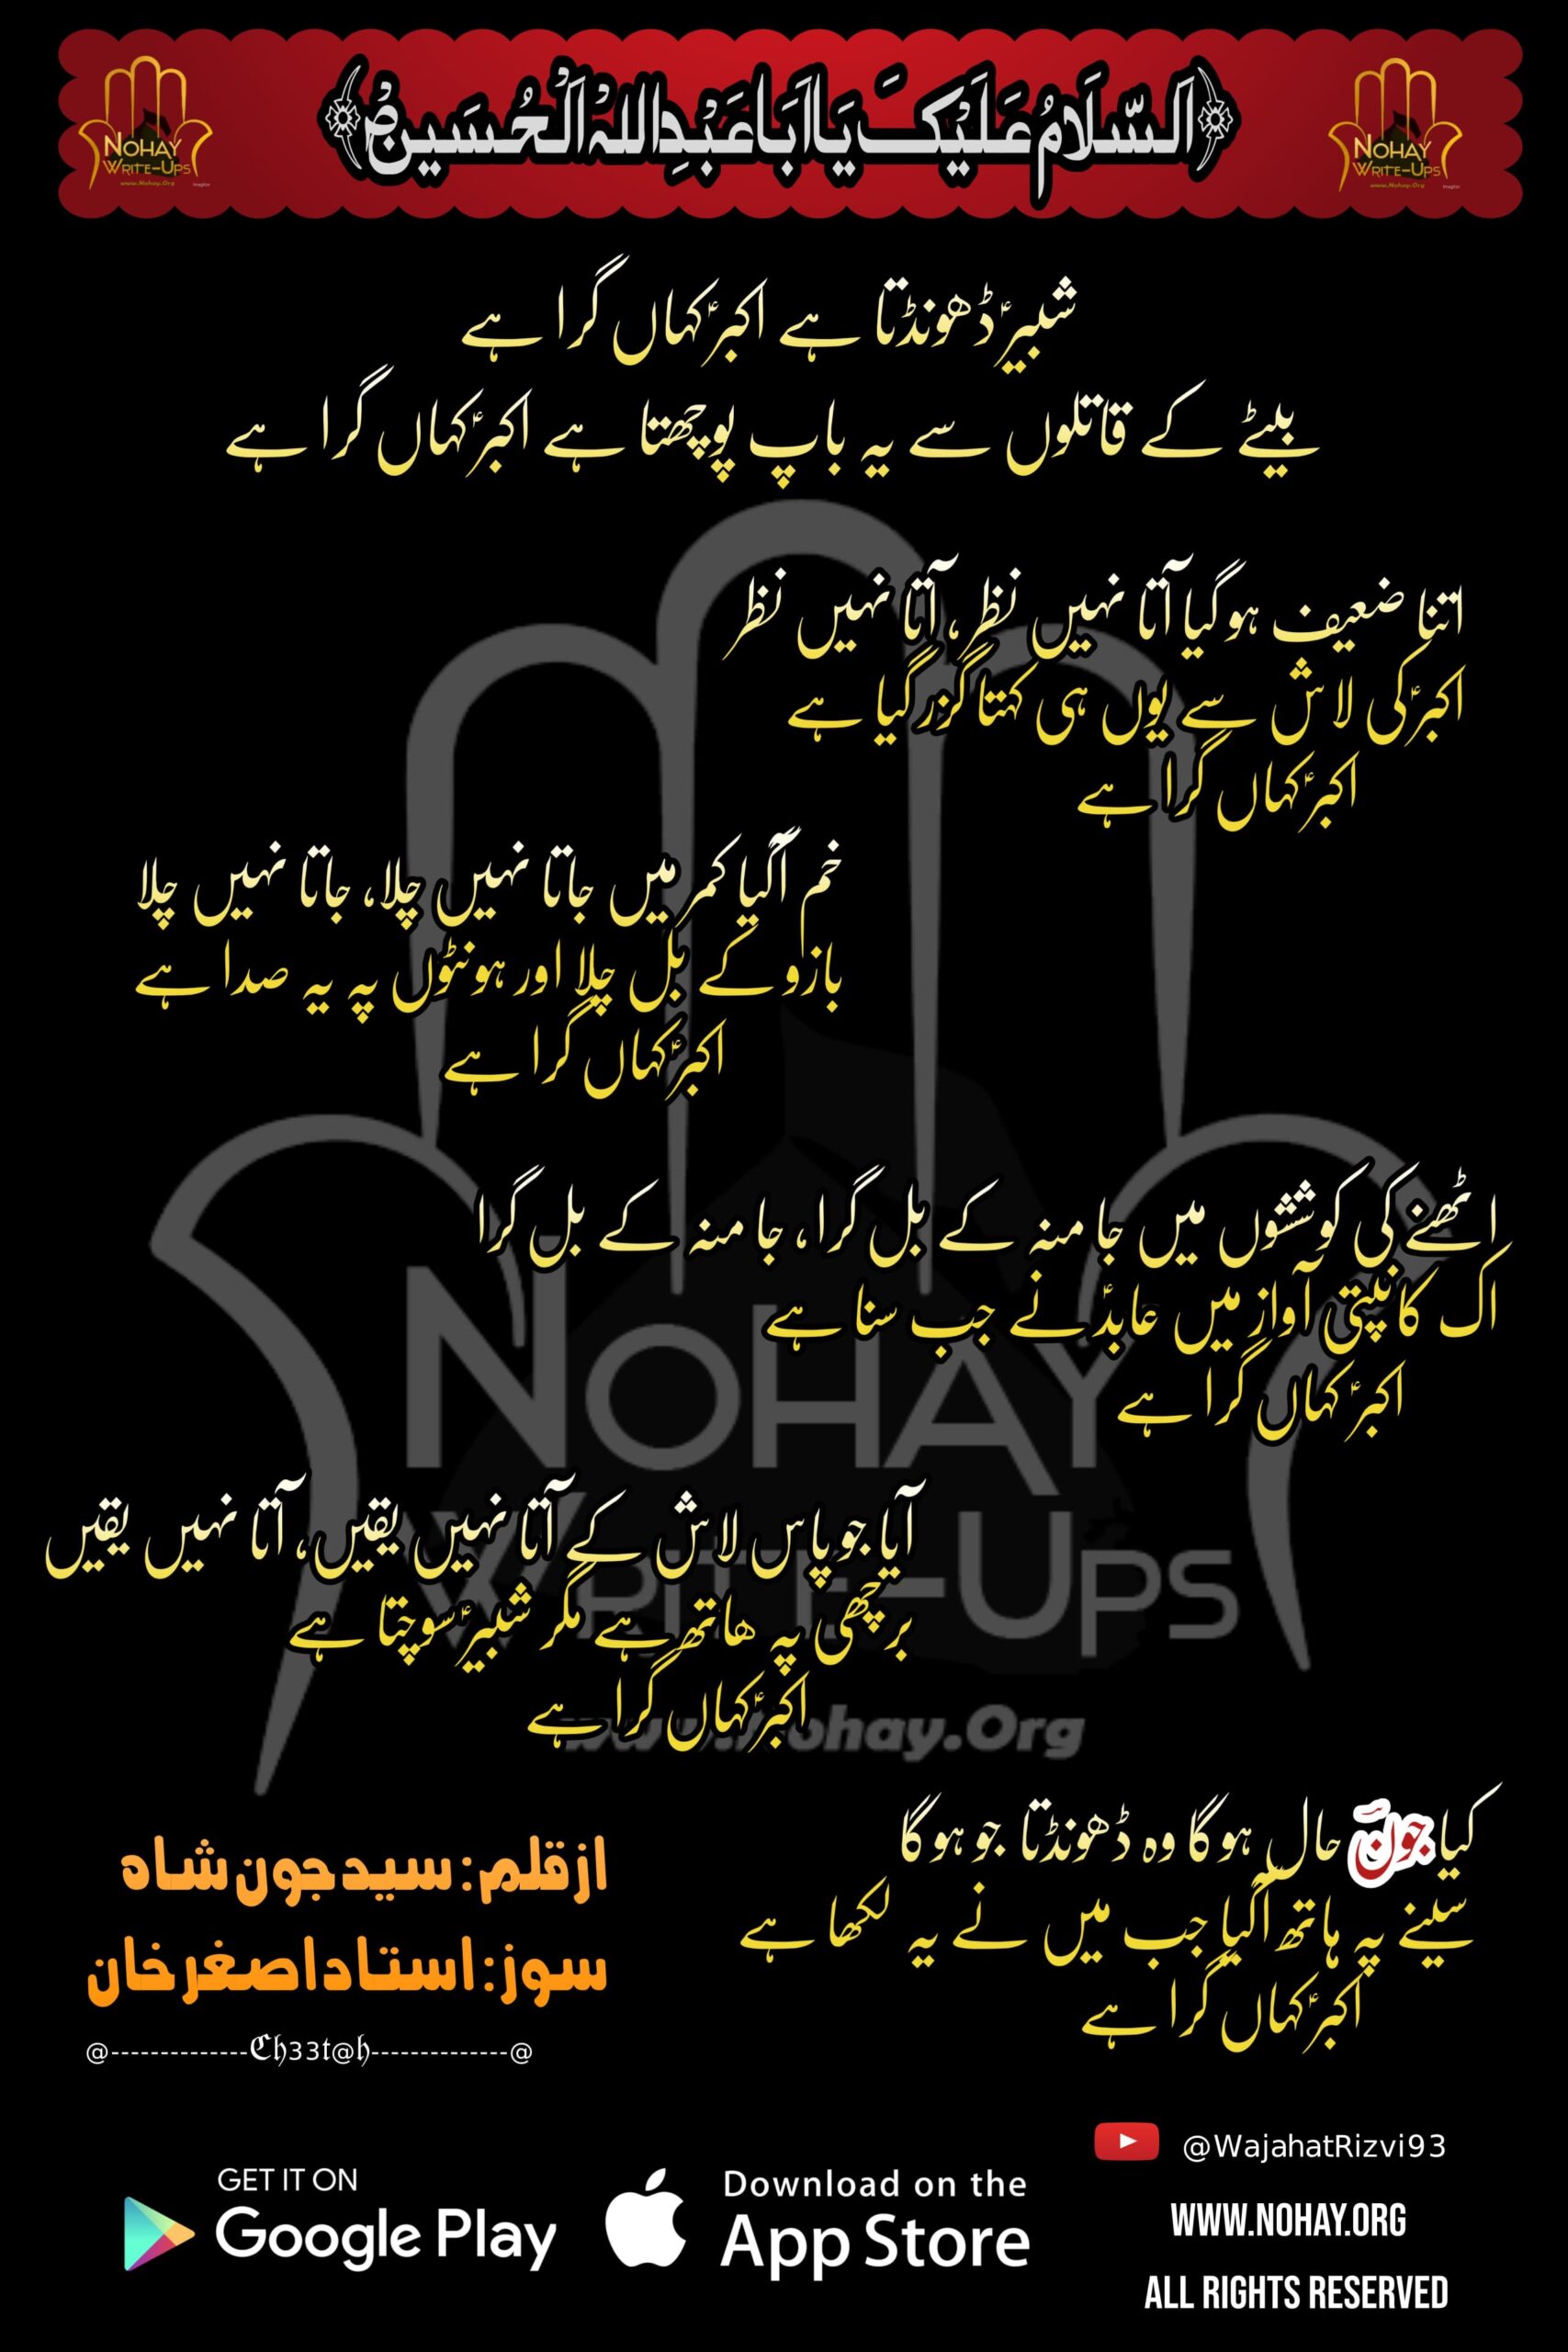 اَلسَّلَامُ عَلَیْکَ یَا اَبَا عَبْدِ اللہْ اَلْحُسَیْنؑ
NOHAY
WRITE-UPS
www.Nohay.Org
NOHAY
WRITE-UPS
www.Nohay.Org
شبیرؑ ڈھونڈتا ہے اکبرؑ کہاں گرا ہے
بیٹے کے قاتلوں سے یہ باپ پوچھتا ہے اکبرؑ کہاں گرا ہے
اتنا ضعیف ہوگیا آتا نہیں نظر، آتا نہیں نظر
اکبرؑ کی لاش سے یوں ہی کہتا گزر گیا ہے
اکبرؑ کہاں گرا ہے
خم آگیا کمر میں جاتا نہیں چلا، جاتا نہیں چلا
بازو کے بل چلا اور ہونٹوں پہ یہ صدا ہے
اکبرؑ کہاں گرا ہے
اٹھنے کی کوششوں میں جا منہ کے بل گرا، جا منہ کے بل گرا
اک کانپتی آواز میں عابدؑ نے جب سنا ہے
اکبرؑ کہاں گرا ہے
آیا جو پاس لاش کے آتا نہیں یقیں، آتا نہیں یقیں
برچھی پہ ھاتھ ہے مگر شبیرؑ سوچتا ہے
اکبرؑ کہاں گرا ہے
NOHAY
WRITE-UPS
www.Nohay.Org
کیا جونؔ حال ہوگا وہ ڈھونڈتا جو ہوگا
سینے پہ ہاتھ آگیا جب میں نے یہ لکھا ہے
اکبرؑ کہاں گرا ہے
از قلم: سید جون شاہ
سوز: استاد اصغر خان
@--------------ℭ𝔥33𝔱@𝔥--------------@
GET IT ON
Google Play
Download on the
App Store
@WajahatRizvi93
WWW.NOHAY.ORG
ALL RIGHTS RESERVED